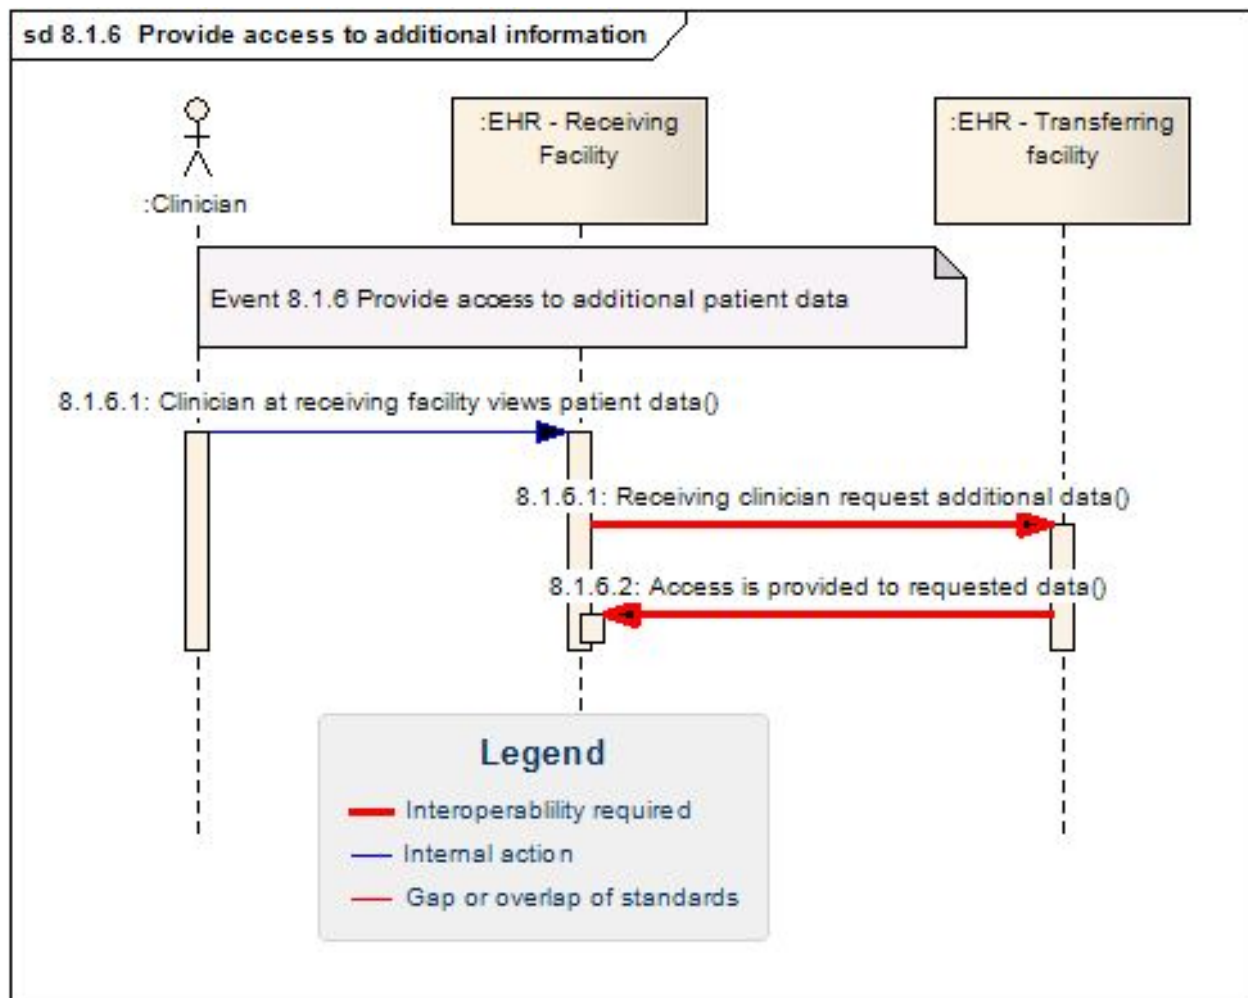 sd 8.1.6 Provide access to additional information
:Clinician
:EHR - Receiving
Facility
:EHR - Transferring
facility
Event 8.1.6 Provide access to additional patient data
8.1.6.1: Clinician at receiving facility views patient data()
8.1.6.1: Receiving clinician request additional data()
8.1.6.2: Access is provided to requested data()
Legend
Interoperablility required
Internal action
Gap or overlap of standards